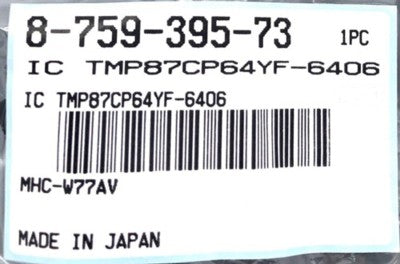 8-759-395-73 1PC
IC TMP87CP64YF-6406
IC TMP87CP64YF-6406
MHC-W77AV
MADE IN JAPAN